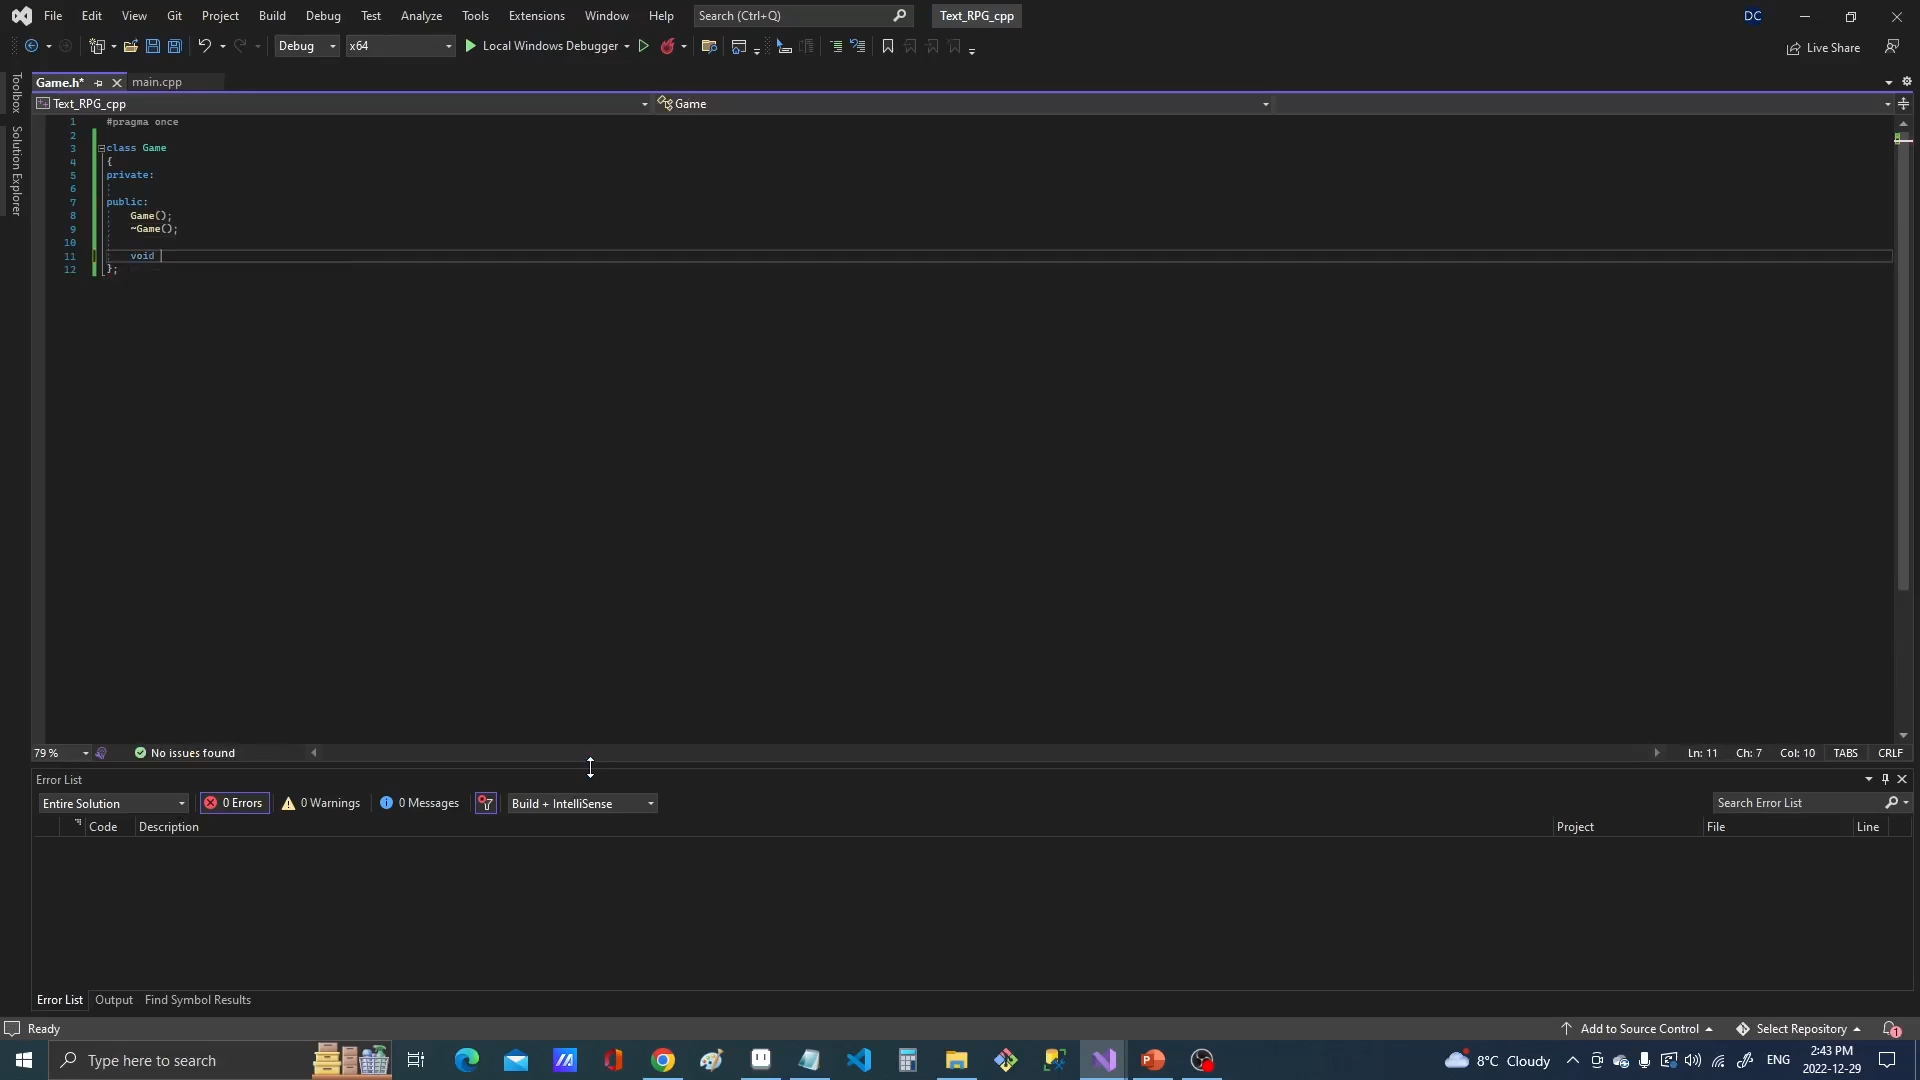 File Edit View Git Project Build Debug Test Analyze Tools Extensions Window Help Search (Ctrl+Q) Text_RPG_cpp DC
Debug x64 Local Windows Debugger Live Share
Game.h* main.cpp
Text_RPG_cpp Game
Toolbox
Solution Explorer
1 #pragma once
2
3 class Game
4 {
5 private:
6
7 public:
8 Game();
9 ~Game();
10
11 void
12 };
79 % No issues found Ln: 11 Ch: 7 Col: 10 TABS CRLF
Error List
Entire Solution 0 Errors 0 Warnings 0 Messages Build + IntelliSense Search Error List
Code Description Project File Line
Error List Output Find Symbol Results
Ready Add to Source Control Select Repository 1
Type here to search 8°C Cloudy ENG 2:43 PM
2022-12-29